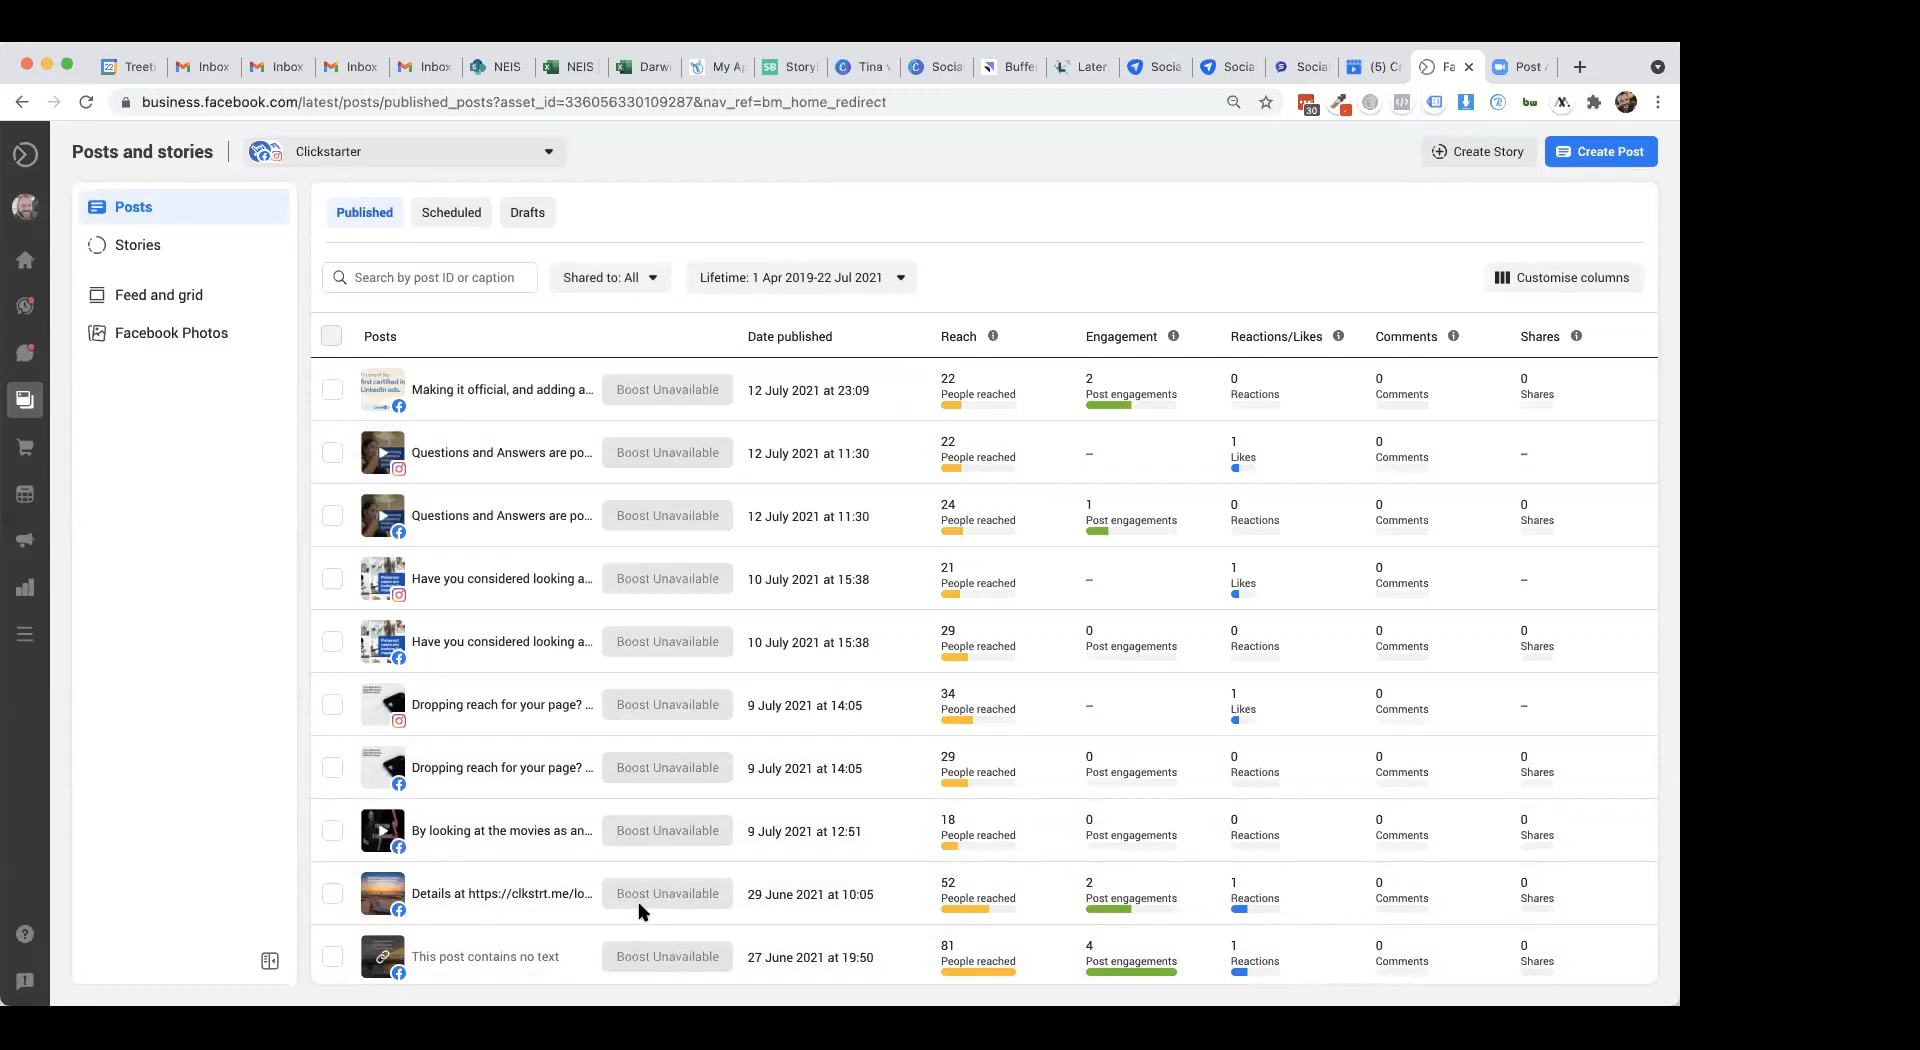 22 Treeti
Inbox
Inbox
Inbox
Inbox
NEIS
NEIS
Darw
My Ap
SB Story
Tina v
Socia
Buffe
Later
Socia
Socia
Social
(5) Cr
Fa
Post A
business.facebook.com/latest/posts/published_posts?asset_id=336056330109287&nav_ref=bm_home_redirect
30
bw
Posts and stories
Clickstarter
Create Story
Create Post
Posts
Stories
Feed and grid
Facebook Photos
Published
Scheduled
Drafts
Search by post ID or caption
Shared to: All
Lifetime: 1 Apr 2019-22 Jul 2021
Customise columns
Posts
Date published
Reach
Engagement
Reactions/Likes
Comments
Shares
first certified in
LinkedIn ads.
Making it official, and adding a...
Boost Unavailable
12 July 2021 at 23:09
22
People reached
2
Post engagements
0
Reactions
0
Comments
0
Shares
Questions and Answers are po...
Boost Unavailable
12 July 2021 at 11:30
22
People reached
–
1
Likes
0
Comments
–
Questions and Answers are po...
Boost Unavailable
12 July 2021 at 11:30
24
People reached
1
Post engagements
0
Reactions
0
Comments
0
Shares
Have you considered looking a...
Boost Unavailable
10 July 2021 at 15:38
21
People reached
–
1
Likes
0
Comments
–
Have you considered looking a...
Boost Unavailable
10 July 2021 at 15:38
29
People reached
0
Post engagements
0
Reactions
0
Comments
0
Shares
Dropping reach for your page? ...
Boost Unavailable
9 July 2021 at 14:05
34
People reached
–
1
Likes
0
Comments
–
Dropping reach for your page? ...
Boost Unavailable
9 July 2021 at 14:05
29
People reached
0
Post engagements
0
Reactions
0
Comments
0
Shares
By looking at the movies as an...
Boost Unavailable
9 July 2021 at 12:51
18
People reached
0
Post engagements
0
Reactions
0
Comments
0
Shares
Details at https://clkstrt.me/lo...
Boost Unavailable
29 June 2021 at 10:05
52
People reached
2
Post engagements
1
Reactions
0
Comments
0
Shares
This post contains no text
Boost Unavailable
27 June 2021 at 19:50
81
People reached
4
Post engagements
1
Reactions
0
Comments
0
Shares